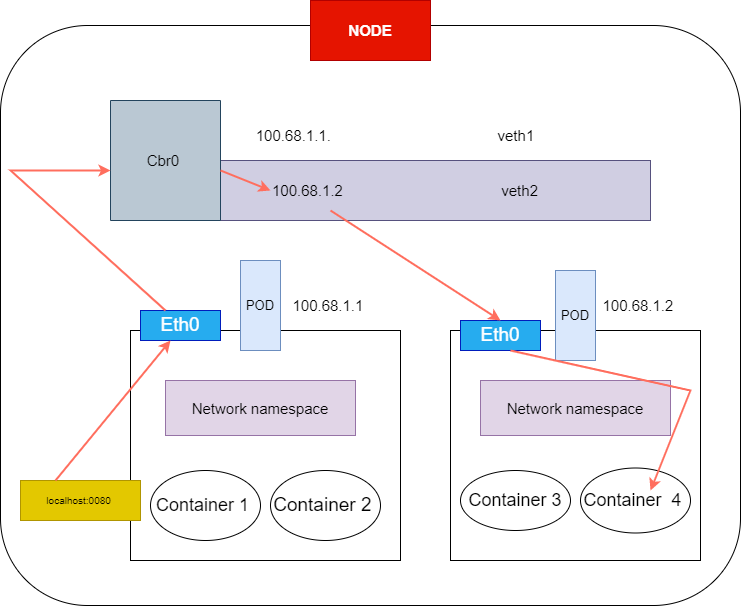 NODE
100.68.1.1.
veth1
Cbr0
100.68.1.2
veth2
POD
100.68.1.1
POD
100.68.1.2
Eth0
Eth0
Network namespace
Network namespace
localhost:0080
Container 1
Container 2
Container 3
Container 4